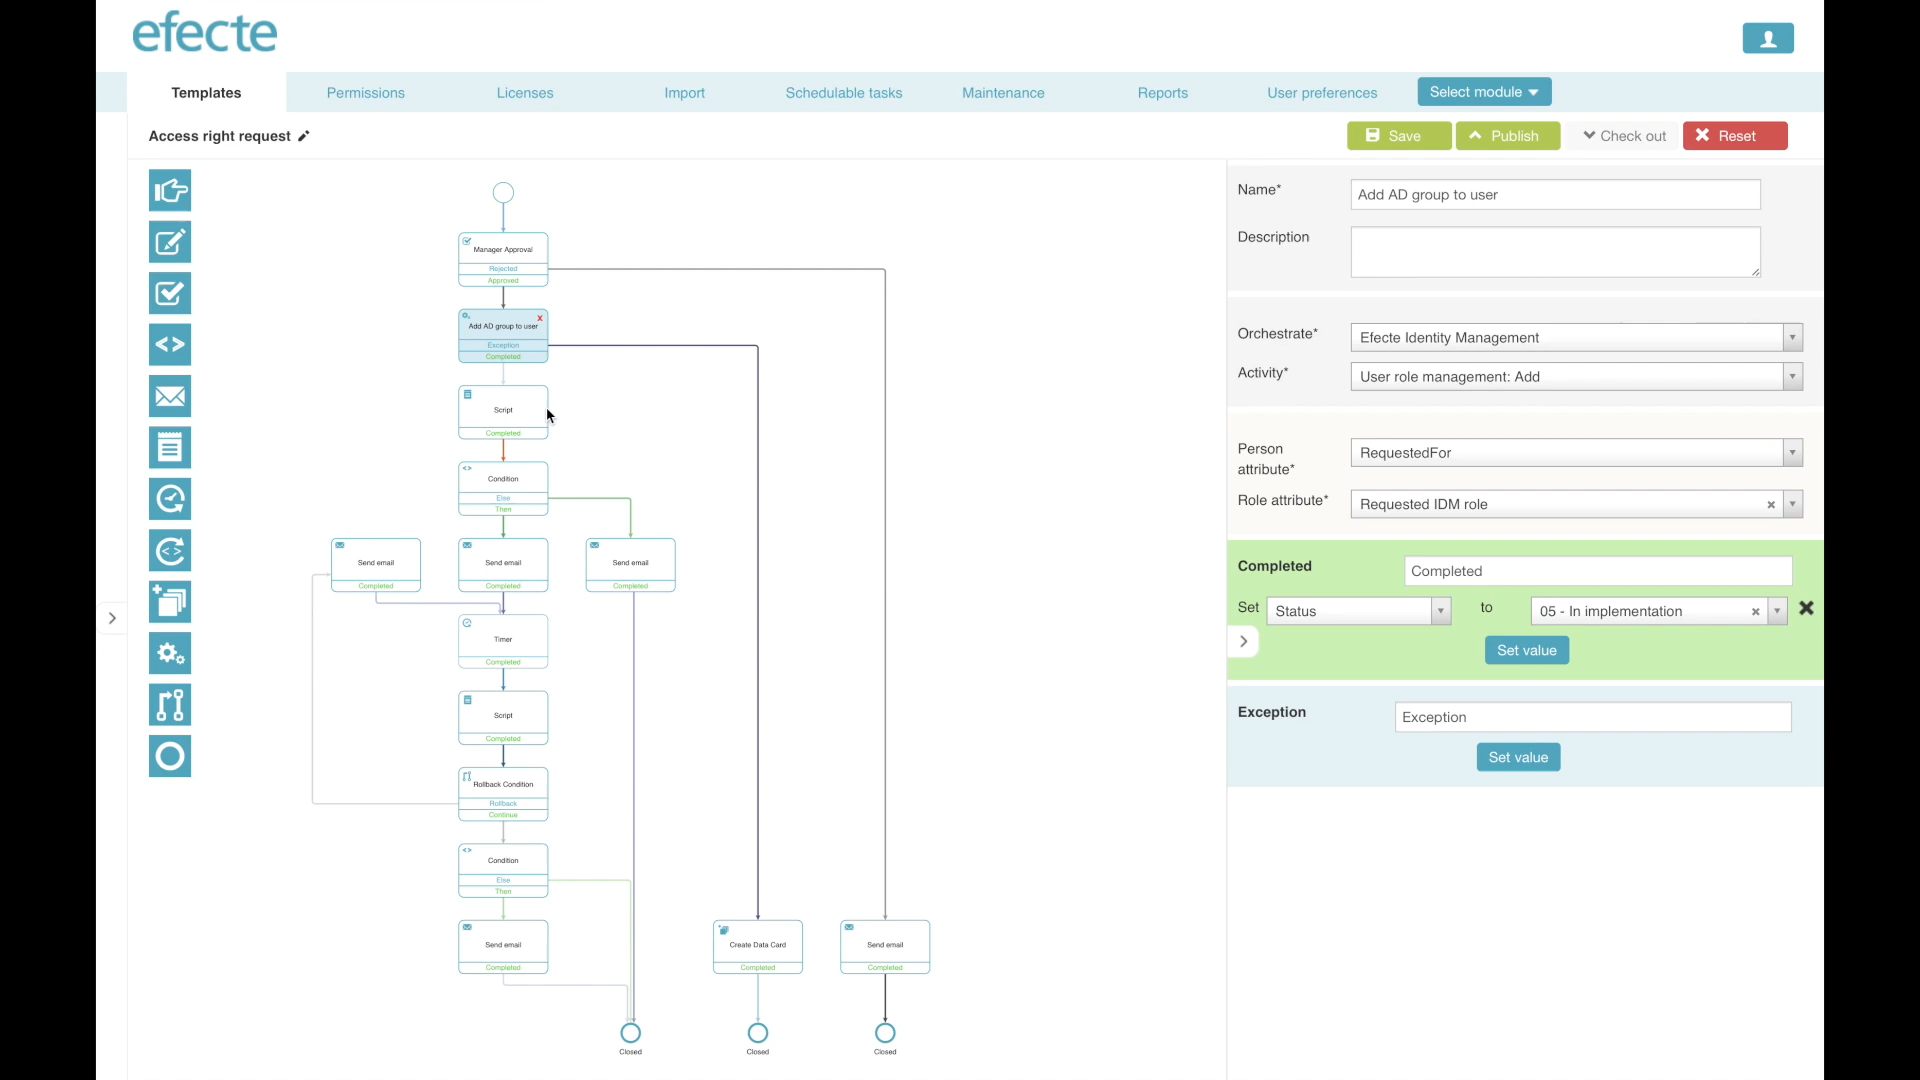 efecte
Templates
Permissions
Licenses
Import
Schedulable tasks
Maintenance
Reports
User preferences
Select module
Access right request
Save
Publish
Check out
Reset
Manager Approval
Rejected
Approved
Add AD group to user
X
Exception
Completed
Script
Completed
Condition
Else
Then
Send email
Completed
Send email
Completed
Send email
Completed
Timer
Completed
Script
Completed
Rollback Condition
Rollback
Continue
Condition
Else
Then
Send email
Completed
Create Data Card
Completed
Send email
Completed
Closed
Closed
Closed
Name*
Add AD group to user
Description
Orchestrate*
Efecte Identity Management
Activity*
User role management: Add
Person
attribute*
RequestedFor
Role attribute*
Requested IDM role
Completed
Completed
Set
Status
to
05 - In implementation
Set value
Exception
Exception
Set value